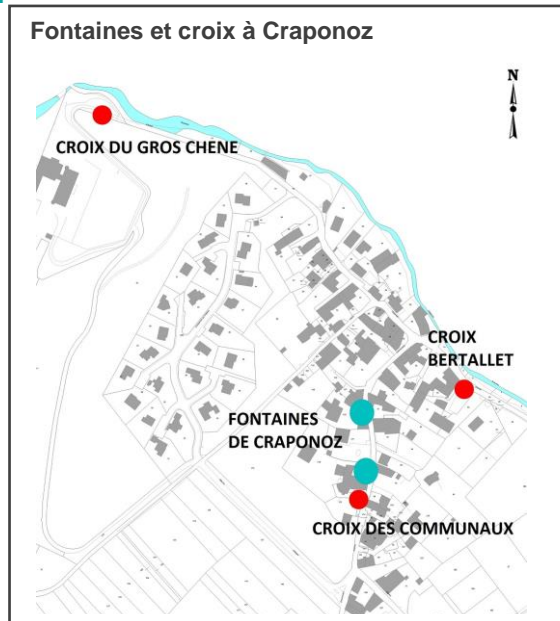 Fontaines et croix à Craponoz
N
CROIX DU GROS CHENE
CROIX
BERTALLET
FONTAINES
DE CRAPONOZ
CROIX DES COMMUNAUX